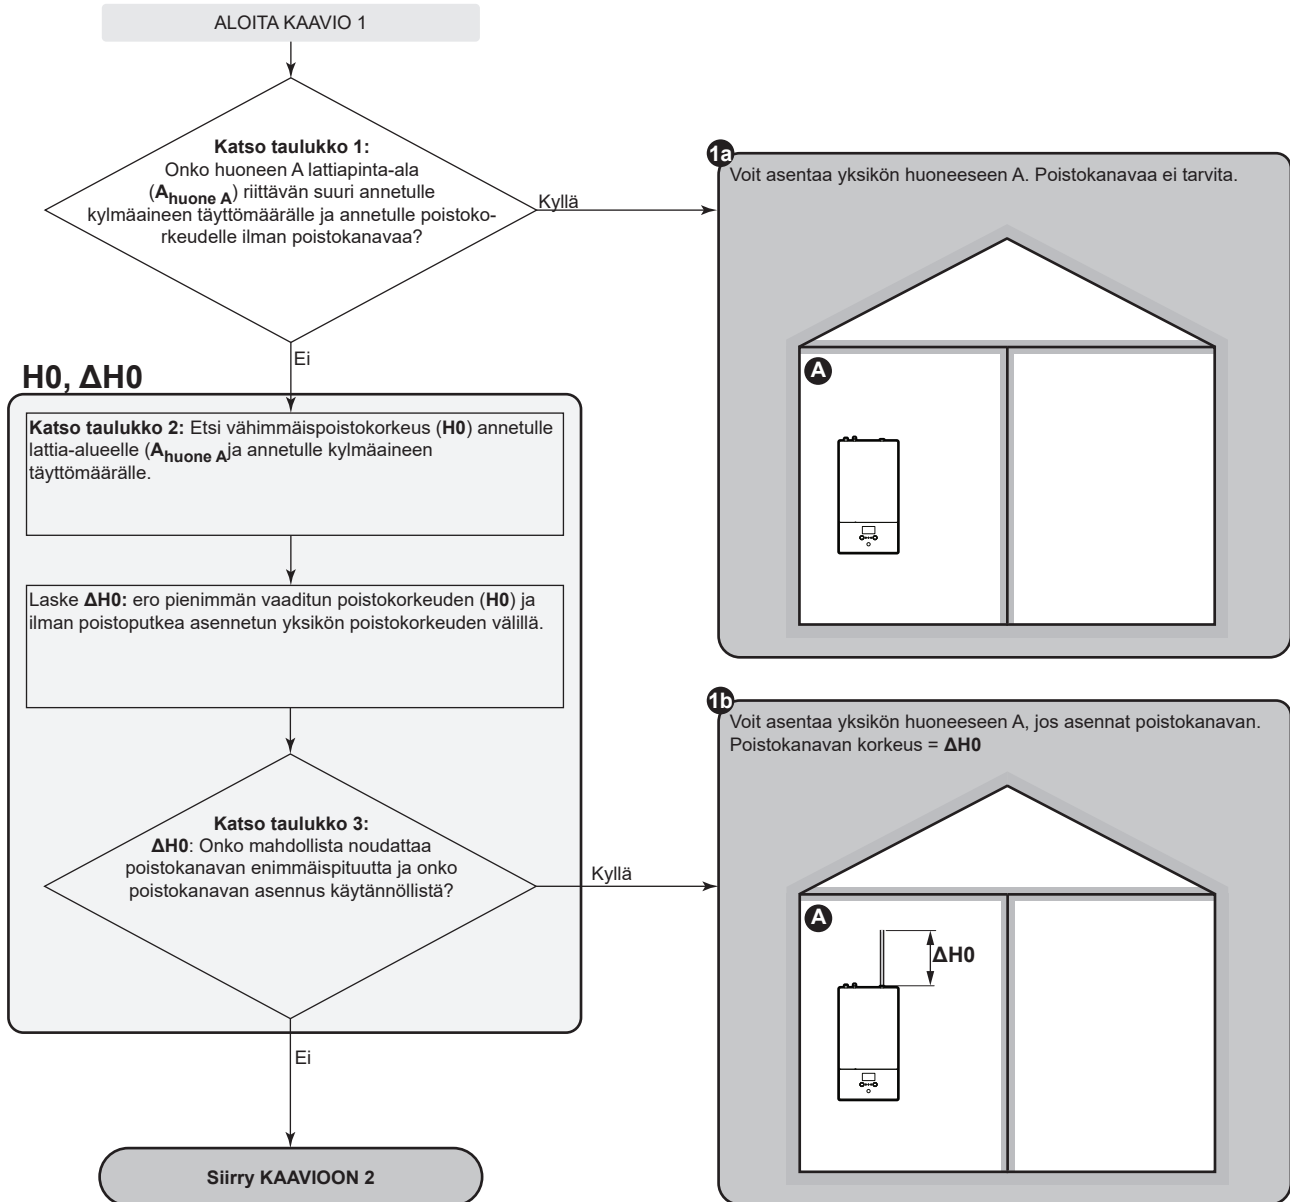 ALOITA KAAVIO 1
Katso taulukko 1:
Onko huoneen A lattiapinta-ala
(Ahuone A) riittävän suuri annetulle
kylmäaineen täyttömäärälle ja annetulle poistoko-
rkeudelle ilman poistokanavaa?
Kyllä
1a
Voit asentaa yksikön huoneeseen A. Poistokanavaa ei tarvita.
A
Ei
H0, ΔH0
Katso taulukko 2: Etsi vähimmäispoistokorkeus (H0) annetulle
lattia-alueelle (Ahuone Aja annetulle kylmäaineen
täyttömäärälle.
Laske ΔH0: ero pienimmän vaaditun poistokorkeuden (H0) ja
ilman poistoputkea asennetun yksikön poistokorkeuden välillä.
Katso taulukko 3:
ΔH0: Onko mahdollista noudattaa
poistokanavan enimmäispituutta ja onko
poistokanavan asennus käytännöllistä?
Kyllä
1b
Voit asentaa yksikön huoneeseen A, jos asennat poistokanavan.
Poistokanavan korkeus = ΔH0
A
ΔH0
Ei
Siirry KAAVIOON 2